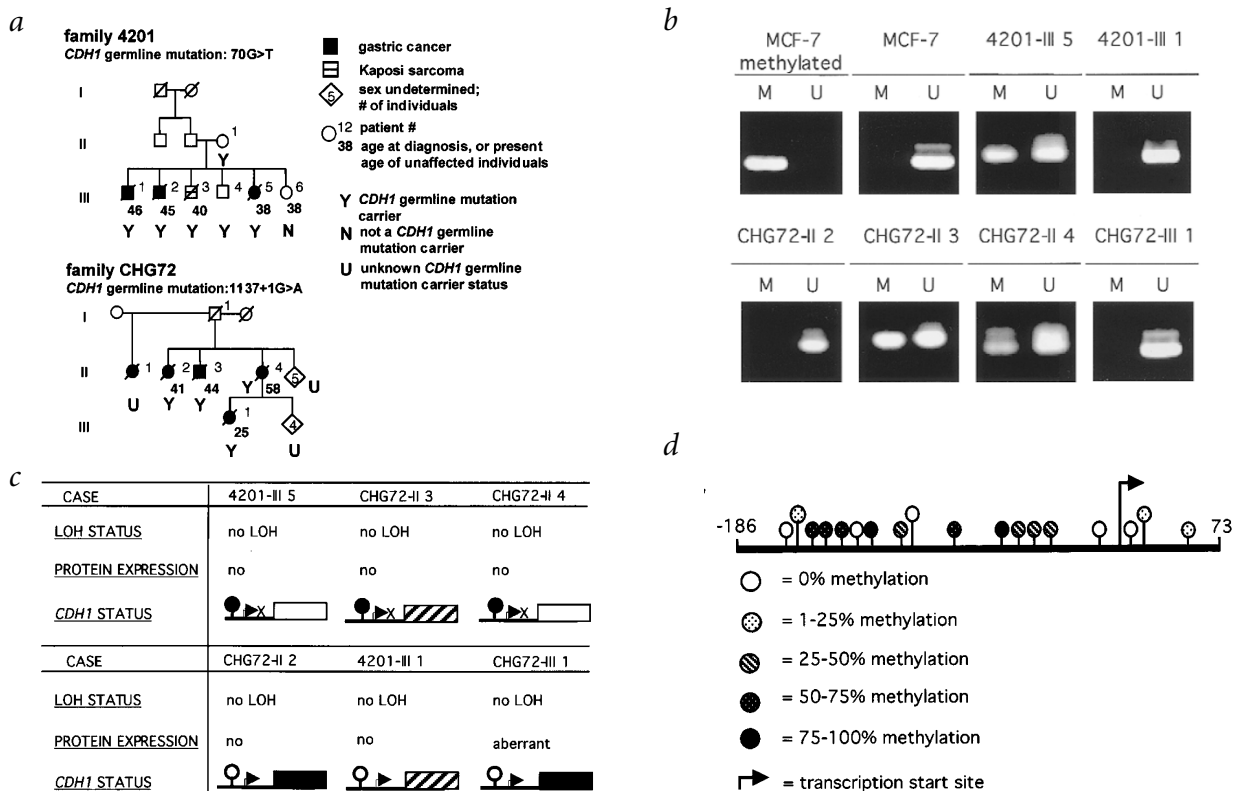 a
family 4201
CDH1 germline mutation: 70G>T
I
II
1
Y
III
1 2 3 4 5 6
46 45 40 38 38
Y Y Y Y Y N
gastric cancer
Kaposi sarcoma
5 sex undetermined;
# of individuals
12 patient #
38 age at diagnosis, or present
age of unaffected individuals
Y CDH1 germline mutation
carrier
N not a CDH1 germline
mutation carrier
U unknown CDH1 germline
mutation carrier status
family CHG72
CDH1 germline mutation:1137+1G>A
I
1
II
1 2 3 4 5
41 44 Y 58 U
U Y Y
III
1 4
25
Y U
b
MCF-7 methylated MCF-7 4201-III 5 4201-III 1
M U M U M U M U
CHG72-II 2 CHG72-II 3 CHG72-II 4 CHG72-III 1
M U M U M U M U
c
CASE 4201-III 5 CHG72-II 3 CHG72-II 4
LOH STATUS no LOH no LOH no LOH
PROTEIN EXPRESSION no no no
CDH1 STATUS X X X
CASE CHG72-II 2 4201-III 1 CHG72-III 1
LOH STATUS no LOH no LOH no LOH
PROTEIN EXPRESSION no no aberrant
CDH1 STATUS
d
-186 73
= 0% methylation
= 1-25% methylation
= 25-50% methylation
= 50-75% methylation
= 75-100% methylation
= transcription start site